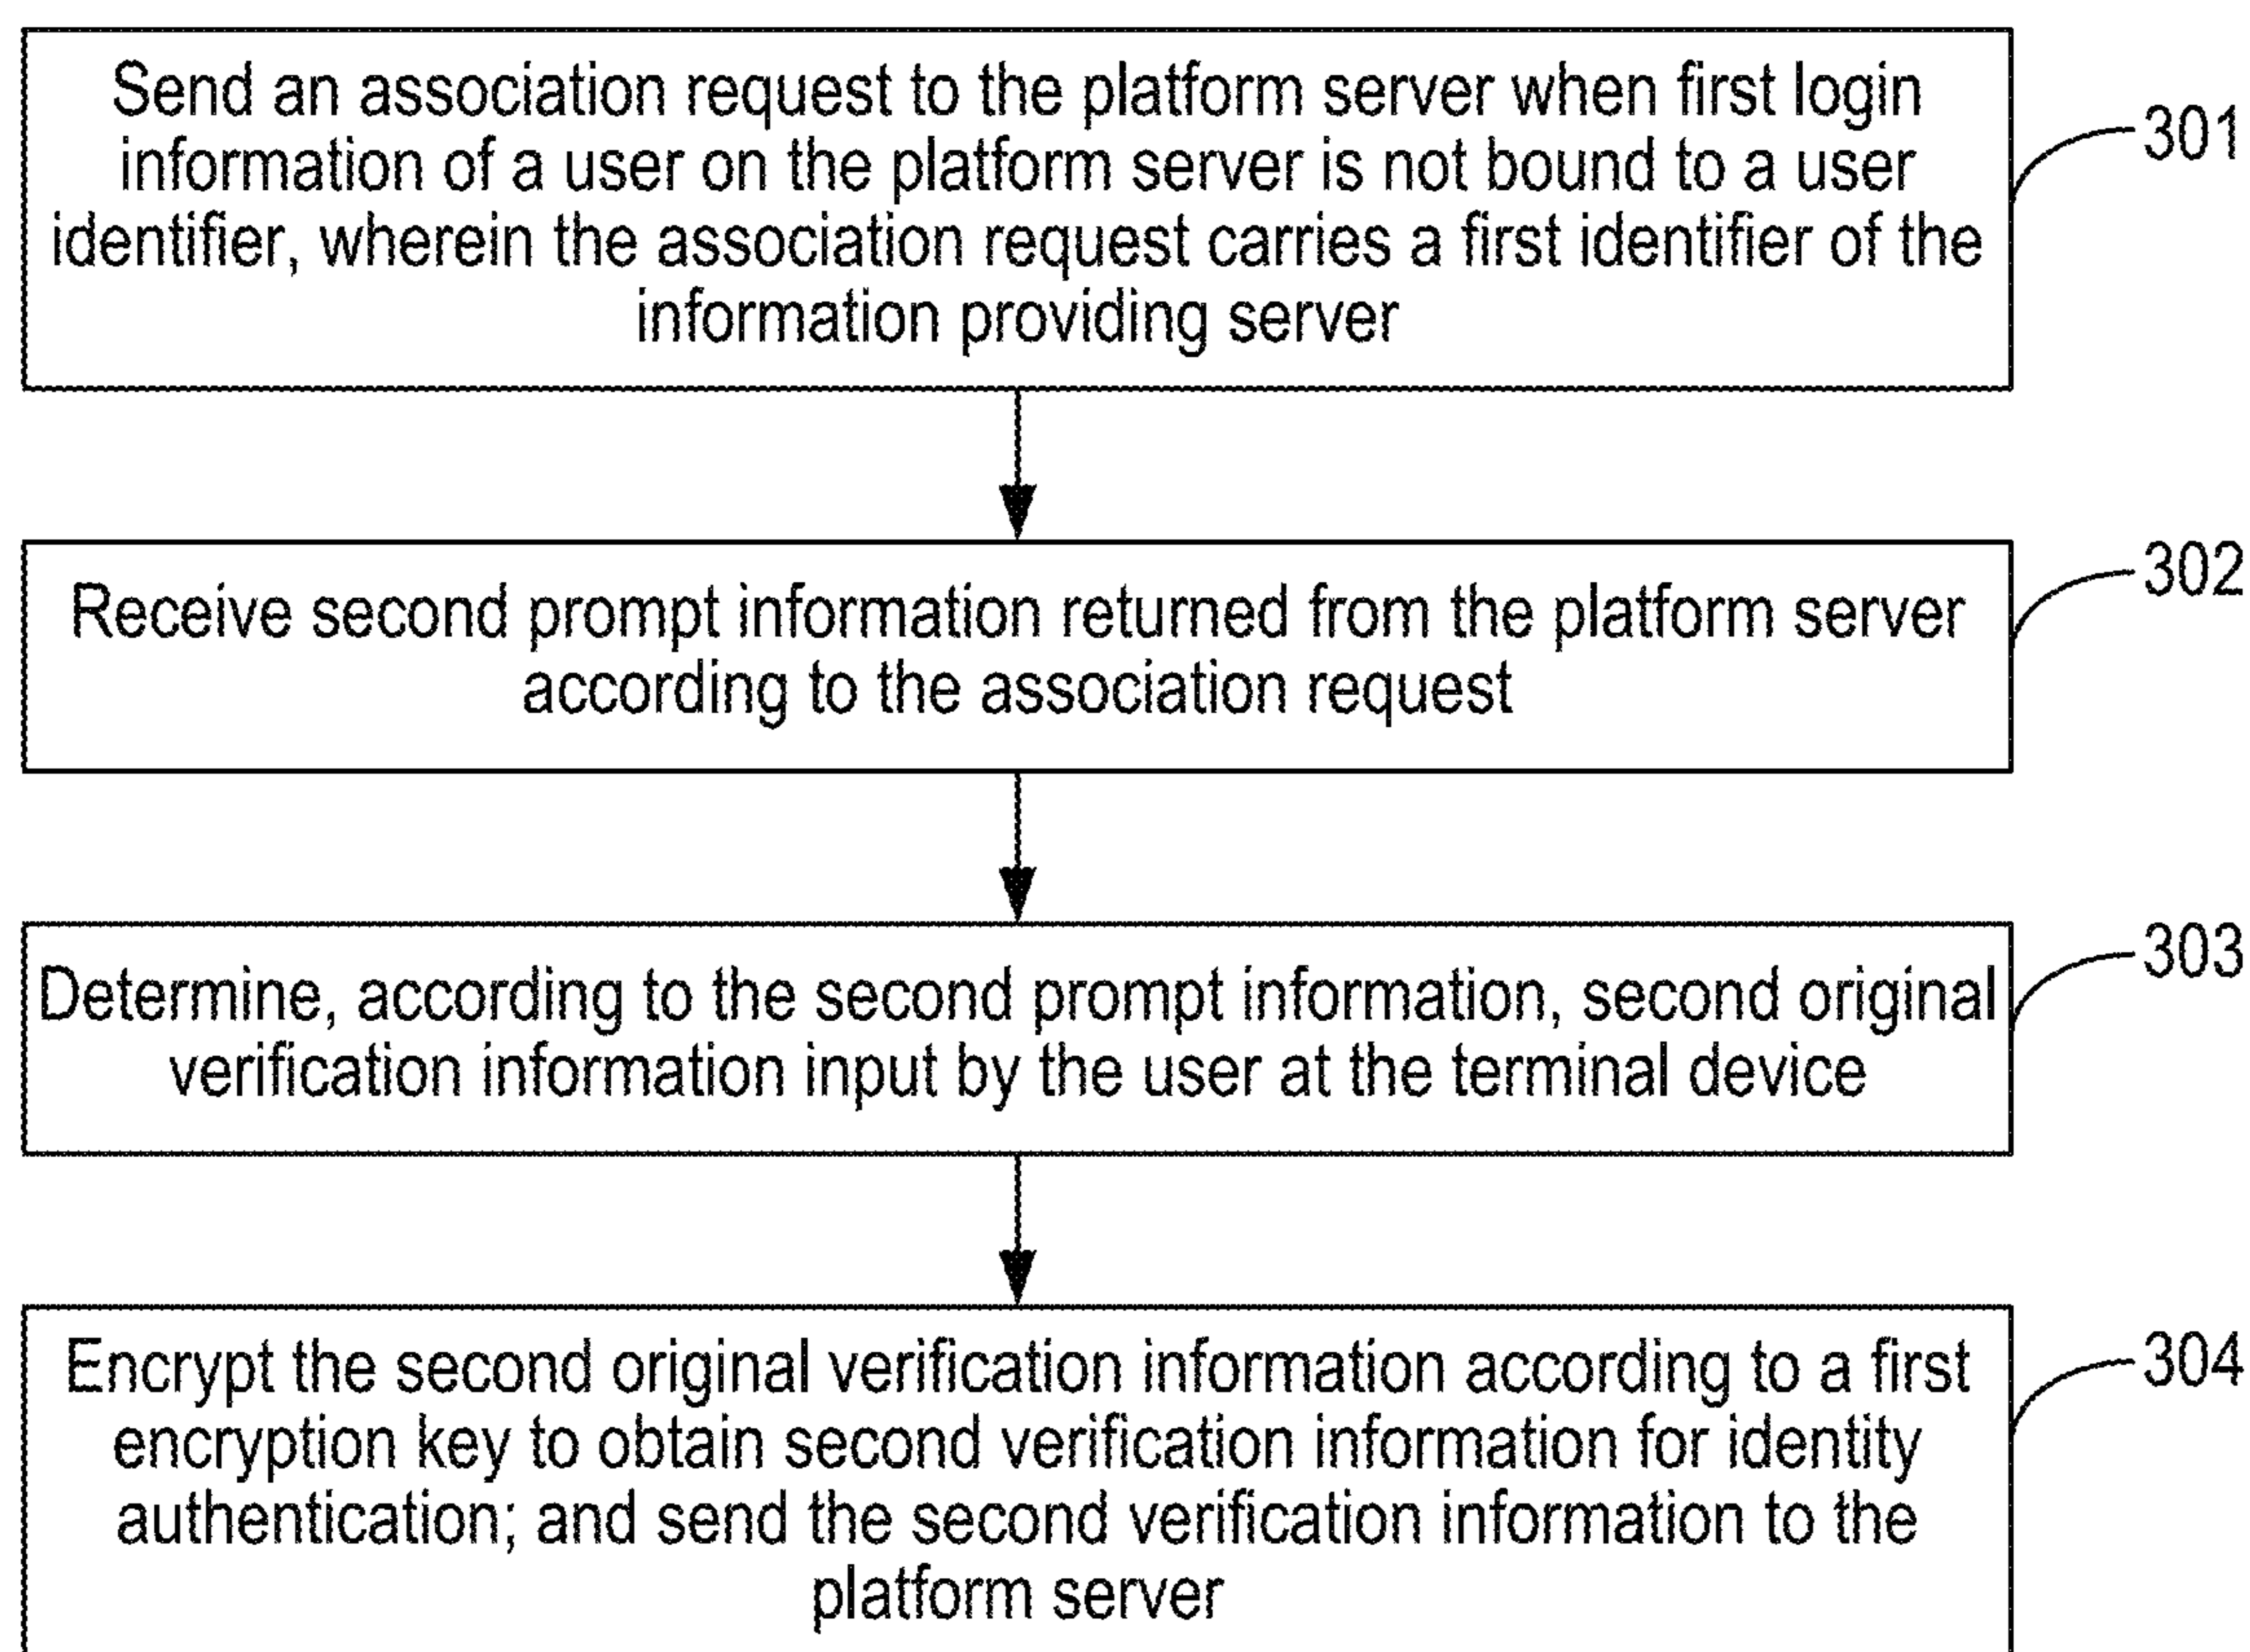 Send an association request to the platform server when first login
information of a user on the platform server is not bound to a user
identifier, wherein the association request carries a first identifier of the
information providing server
301
Receive second prompt information returned from the platform server
according to the association request
302
Determine, according to the second prompt information, second original
verification information input by the user at the terminal device
303
Encrypt the second original verification information according to a first
encryption key to obtain second verification information for identity
authentication; and send the second verification information to the
platform server
304